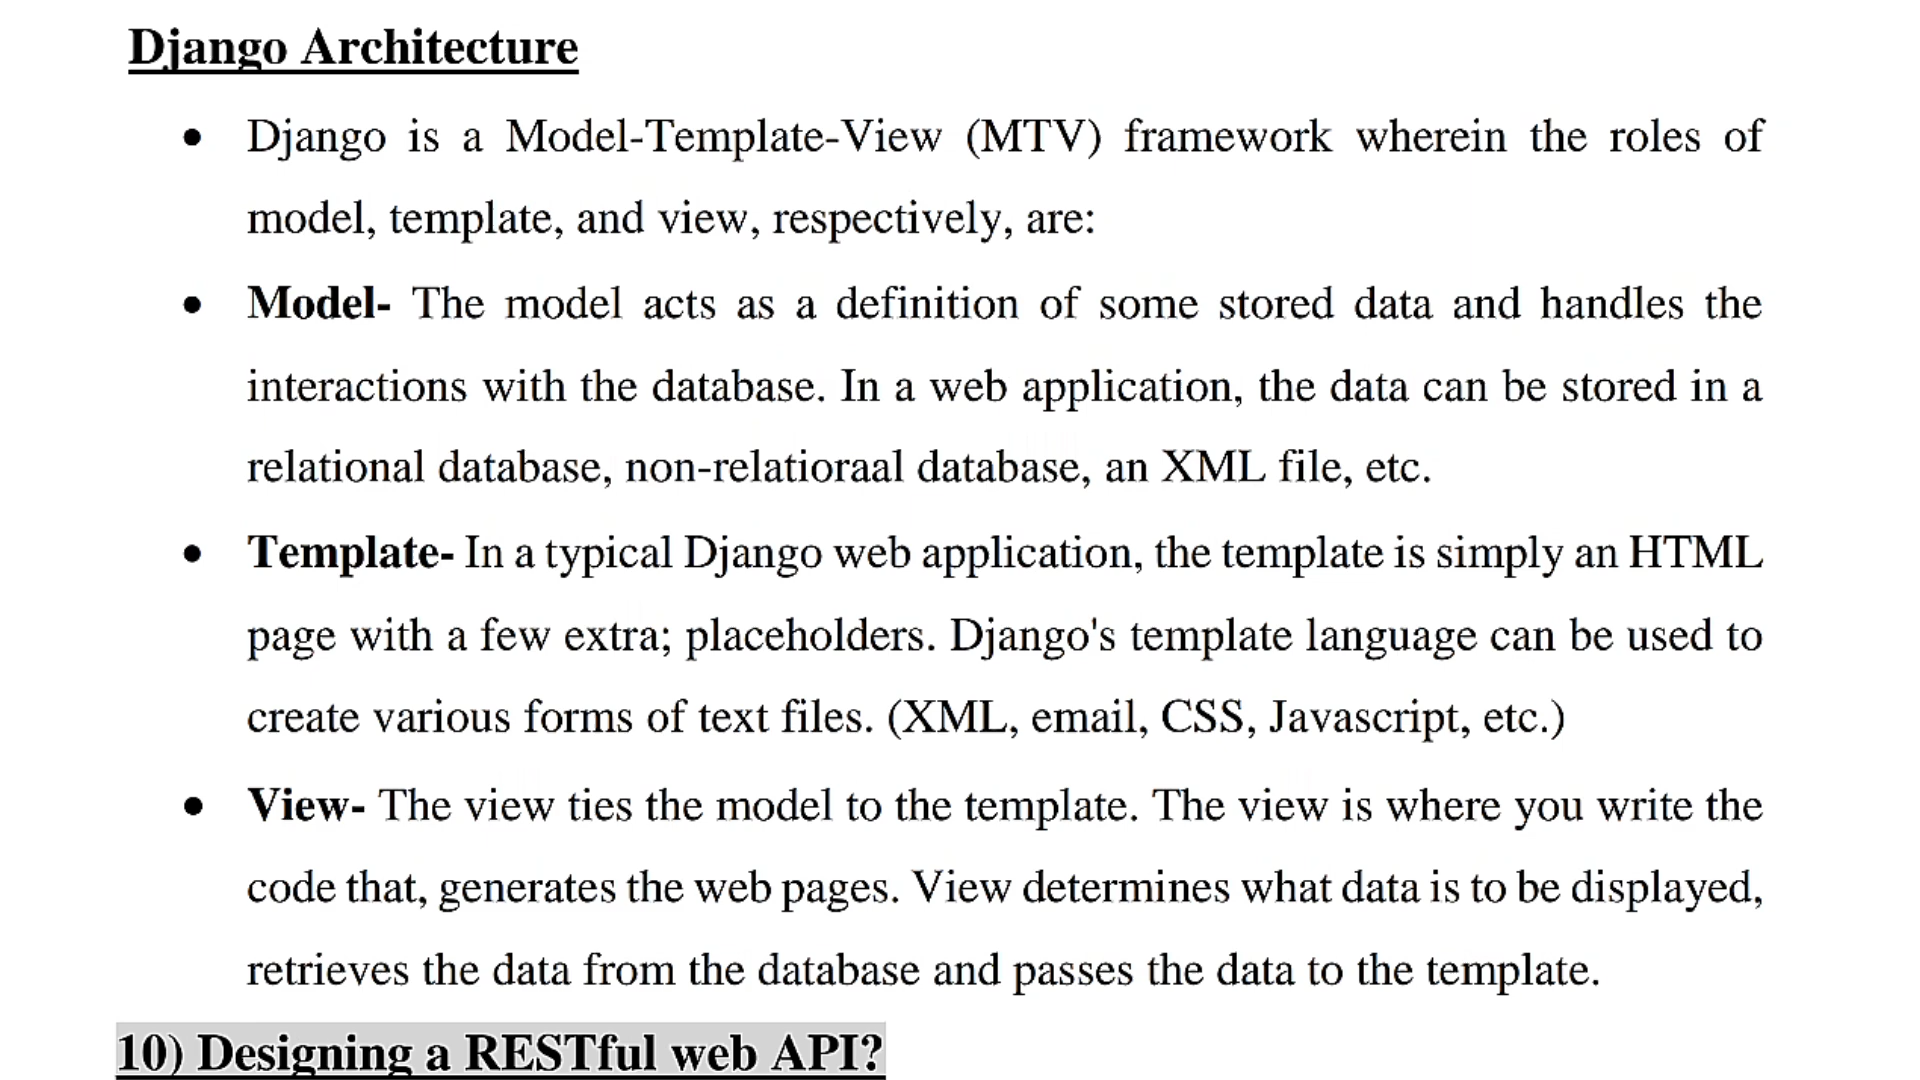 Django Architecture
• Django is a Model-Template-View (MTV) framework wherein the roles of
model, template, and view, respectively, are:
• Model- The model acts as a definition of some stored data and handles the
interactions with the database. In a web application, the data can be stored in a
relational database, non-relatioraal database, an XML file, etc.
• Template- In a typical Django web application, the template is simply an HTML
page with a few extra; placeholders. Django's template language can be used to
create various forms of text files. (XML, email, CSS, Javascript, etc.)
• View- The view ties the model to the template. The view is where you write the
code that, generates the web pages. View determines what data is to be displayed,
retrieves the data from the database and passes the data to the template.
10) Designing a RESTful web API?